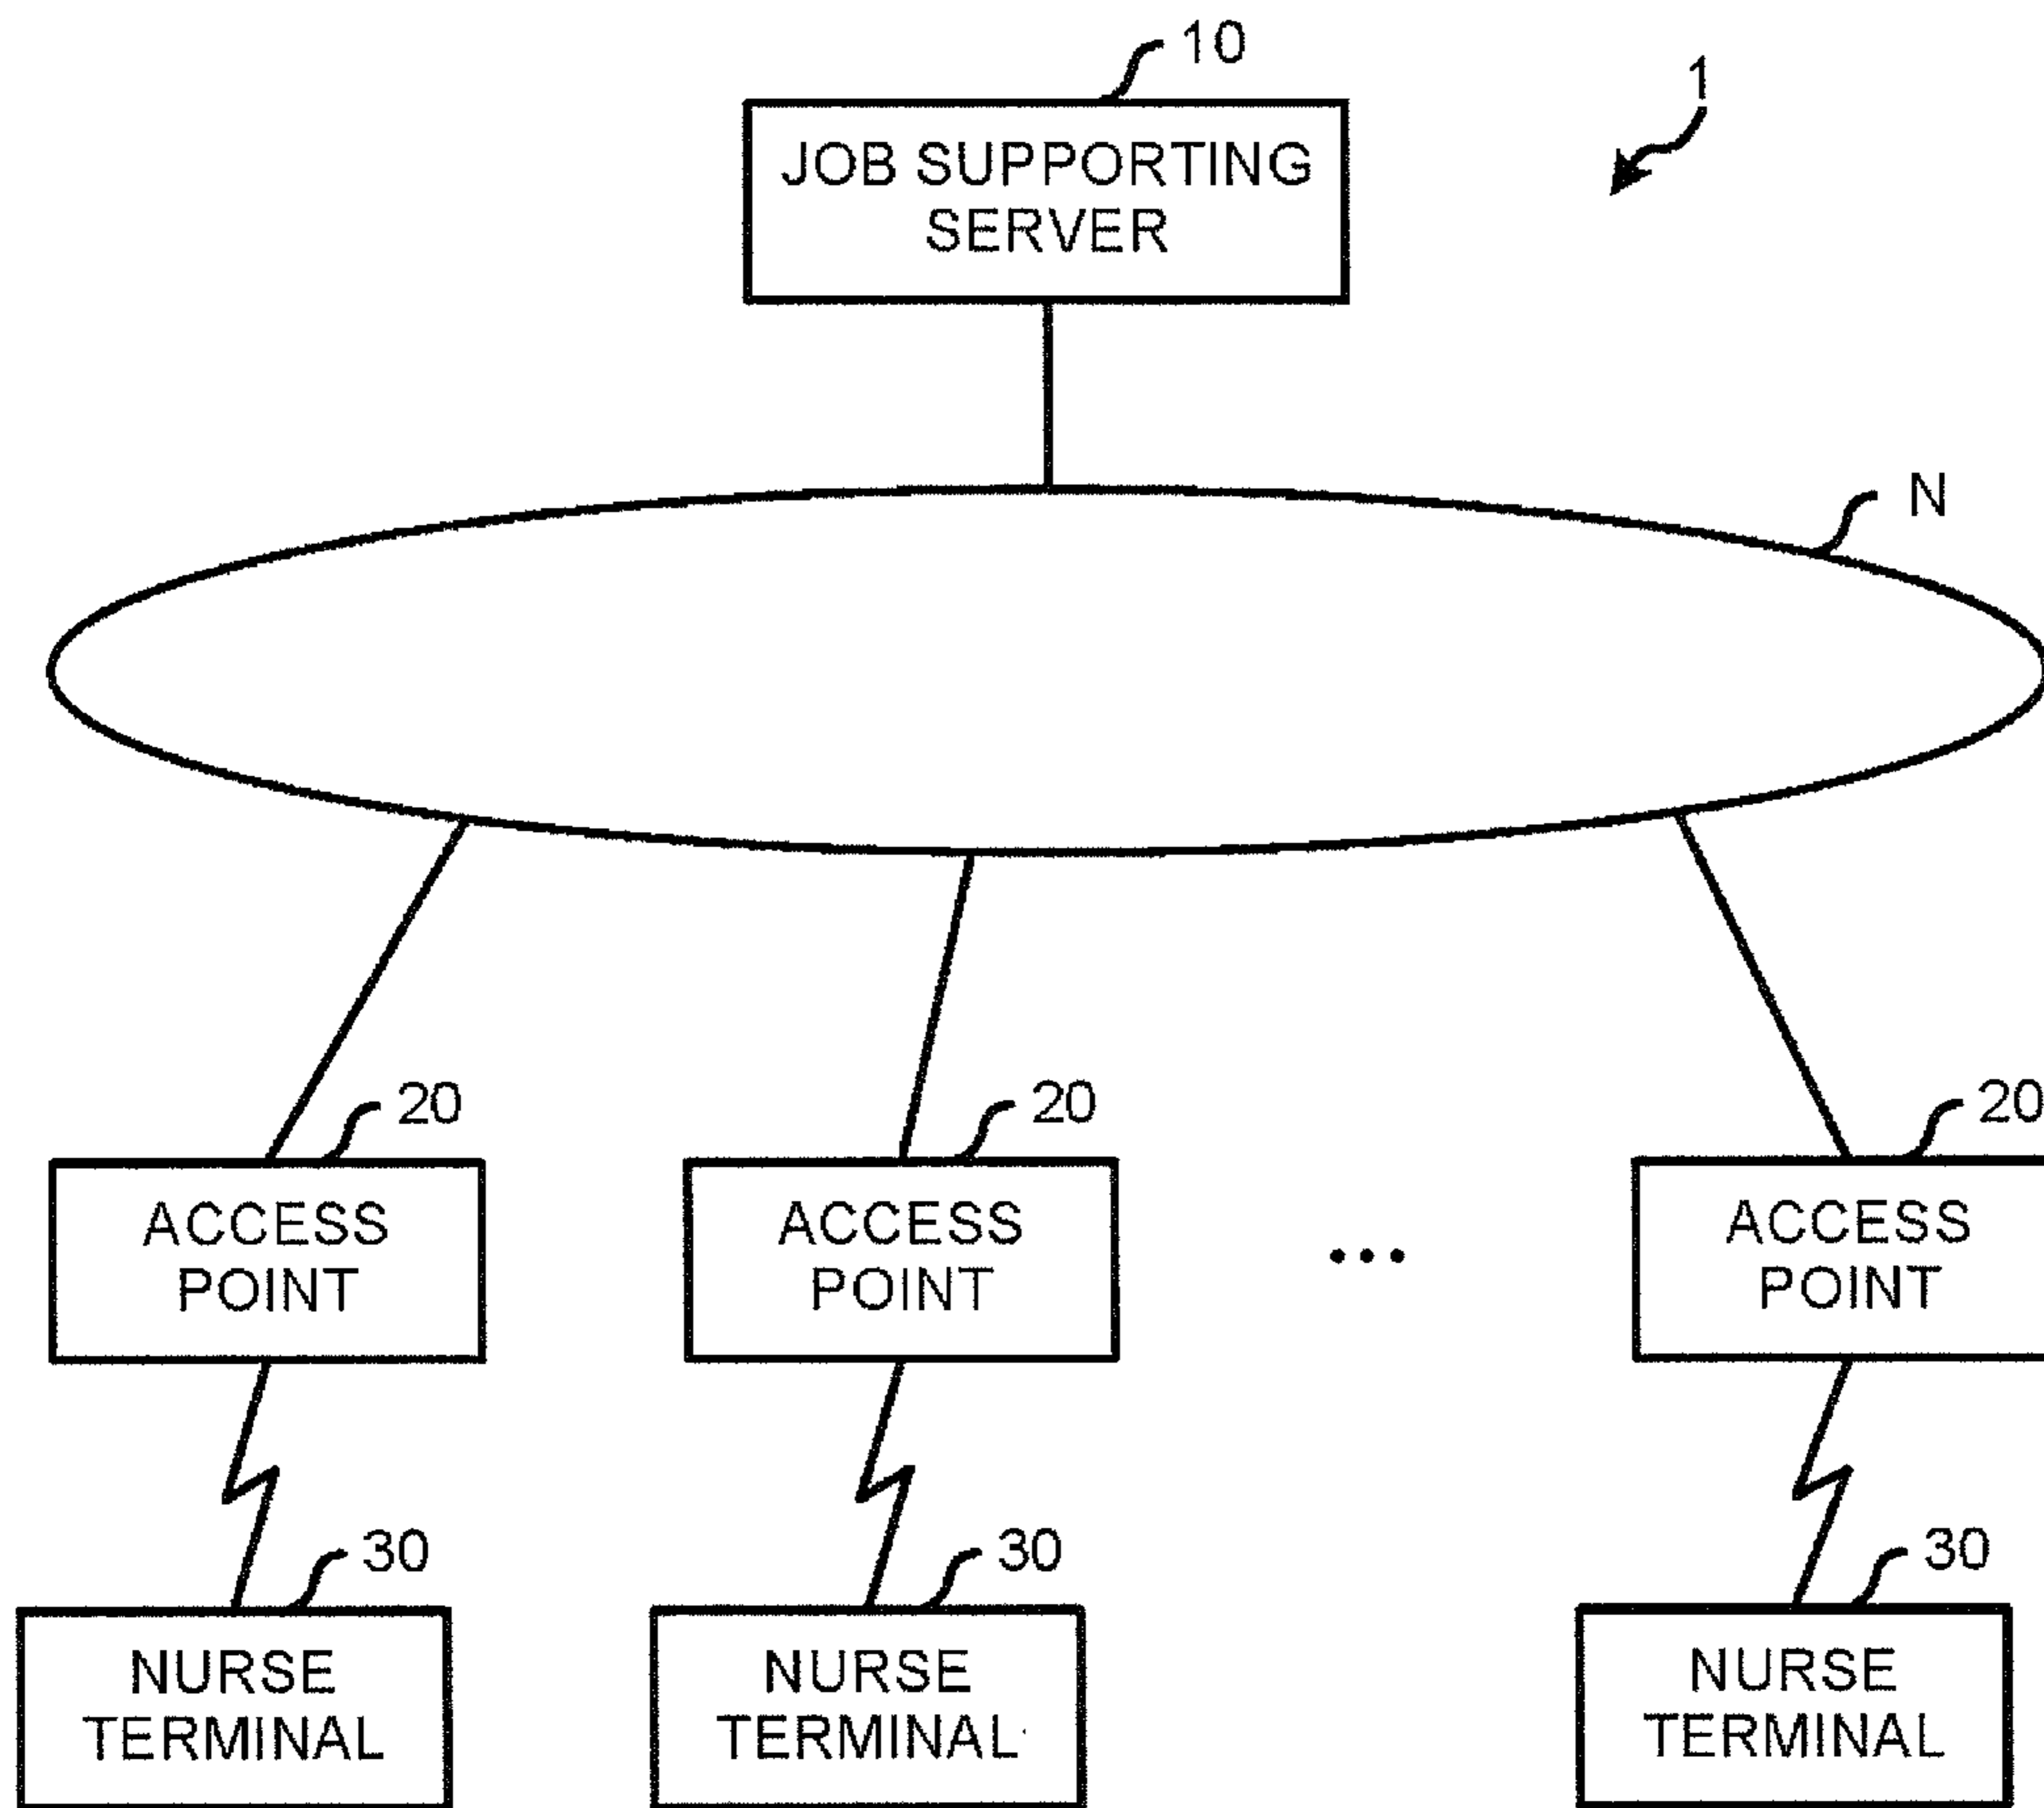 10
1
JOB SUPPORTING
SERVER
N
20
20
20
ACCESS
POINT
ACCESS
POINT
...
ACCESS
POINT
30
30
30
NURSE
TERMINAL
NURSE
TERMINAL
NURSE
TERMINAL